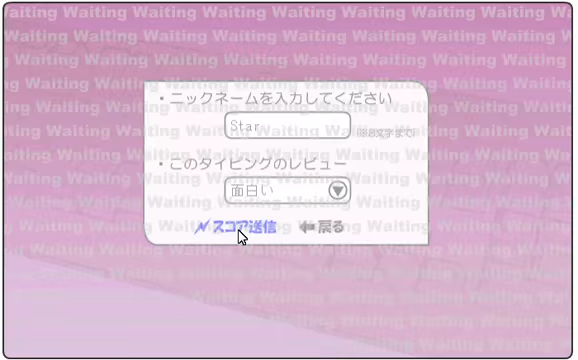 Waiting Waiting Waiting Waiting Waiting Waiting Waiting
・ニックネームを入力してください
Star
※8文字まで
・このタイピングのレビュー
面白い
スコア送信 戻る